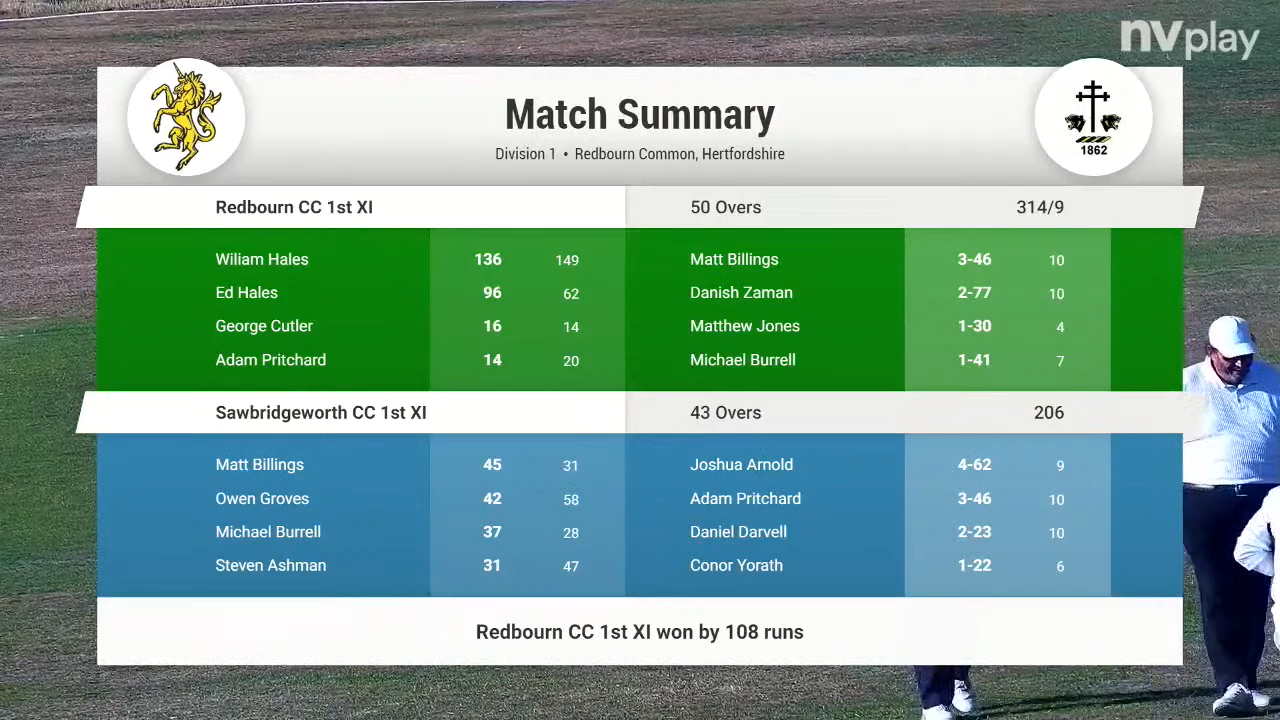 nvplay
Match Summary
Division 1 • Redbourn Common, Hertfordshire
1862
Redbourn CC 1st XI 50 Overs 314/9
Wiliam Hales 136 149 Matt Billings 3-46 10
Ed Hales 96 62 Danish Zaman 2-77 10
George Cutler 16 14 Matthew Jones 1-30 4
Adam Pritchard 14 20 Michael Burrell 1-41 7
Sawbridgeworth CC 1st XI 43 Overs 206
Matt Billings 45 31 Joshua Arnold 4-62 9
Owen Groves 42 58 Adam Pritchard 3-46 10
Michael Burrell 37 28 Daniel Darvell 2-23 10
Steven Ashman 31 47 Conor Yorath 1-22 6
Redbourn CC 1st XI won by 108 runs